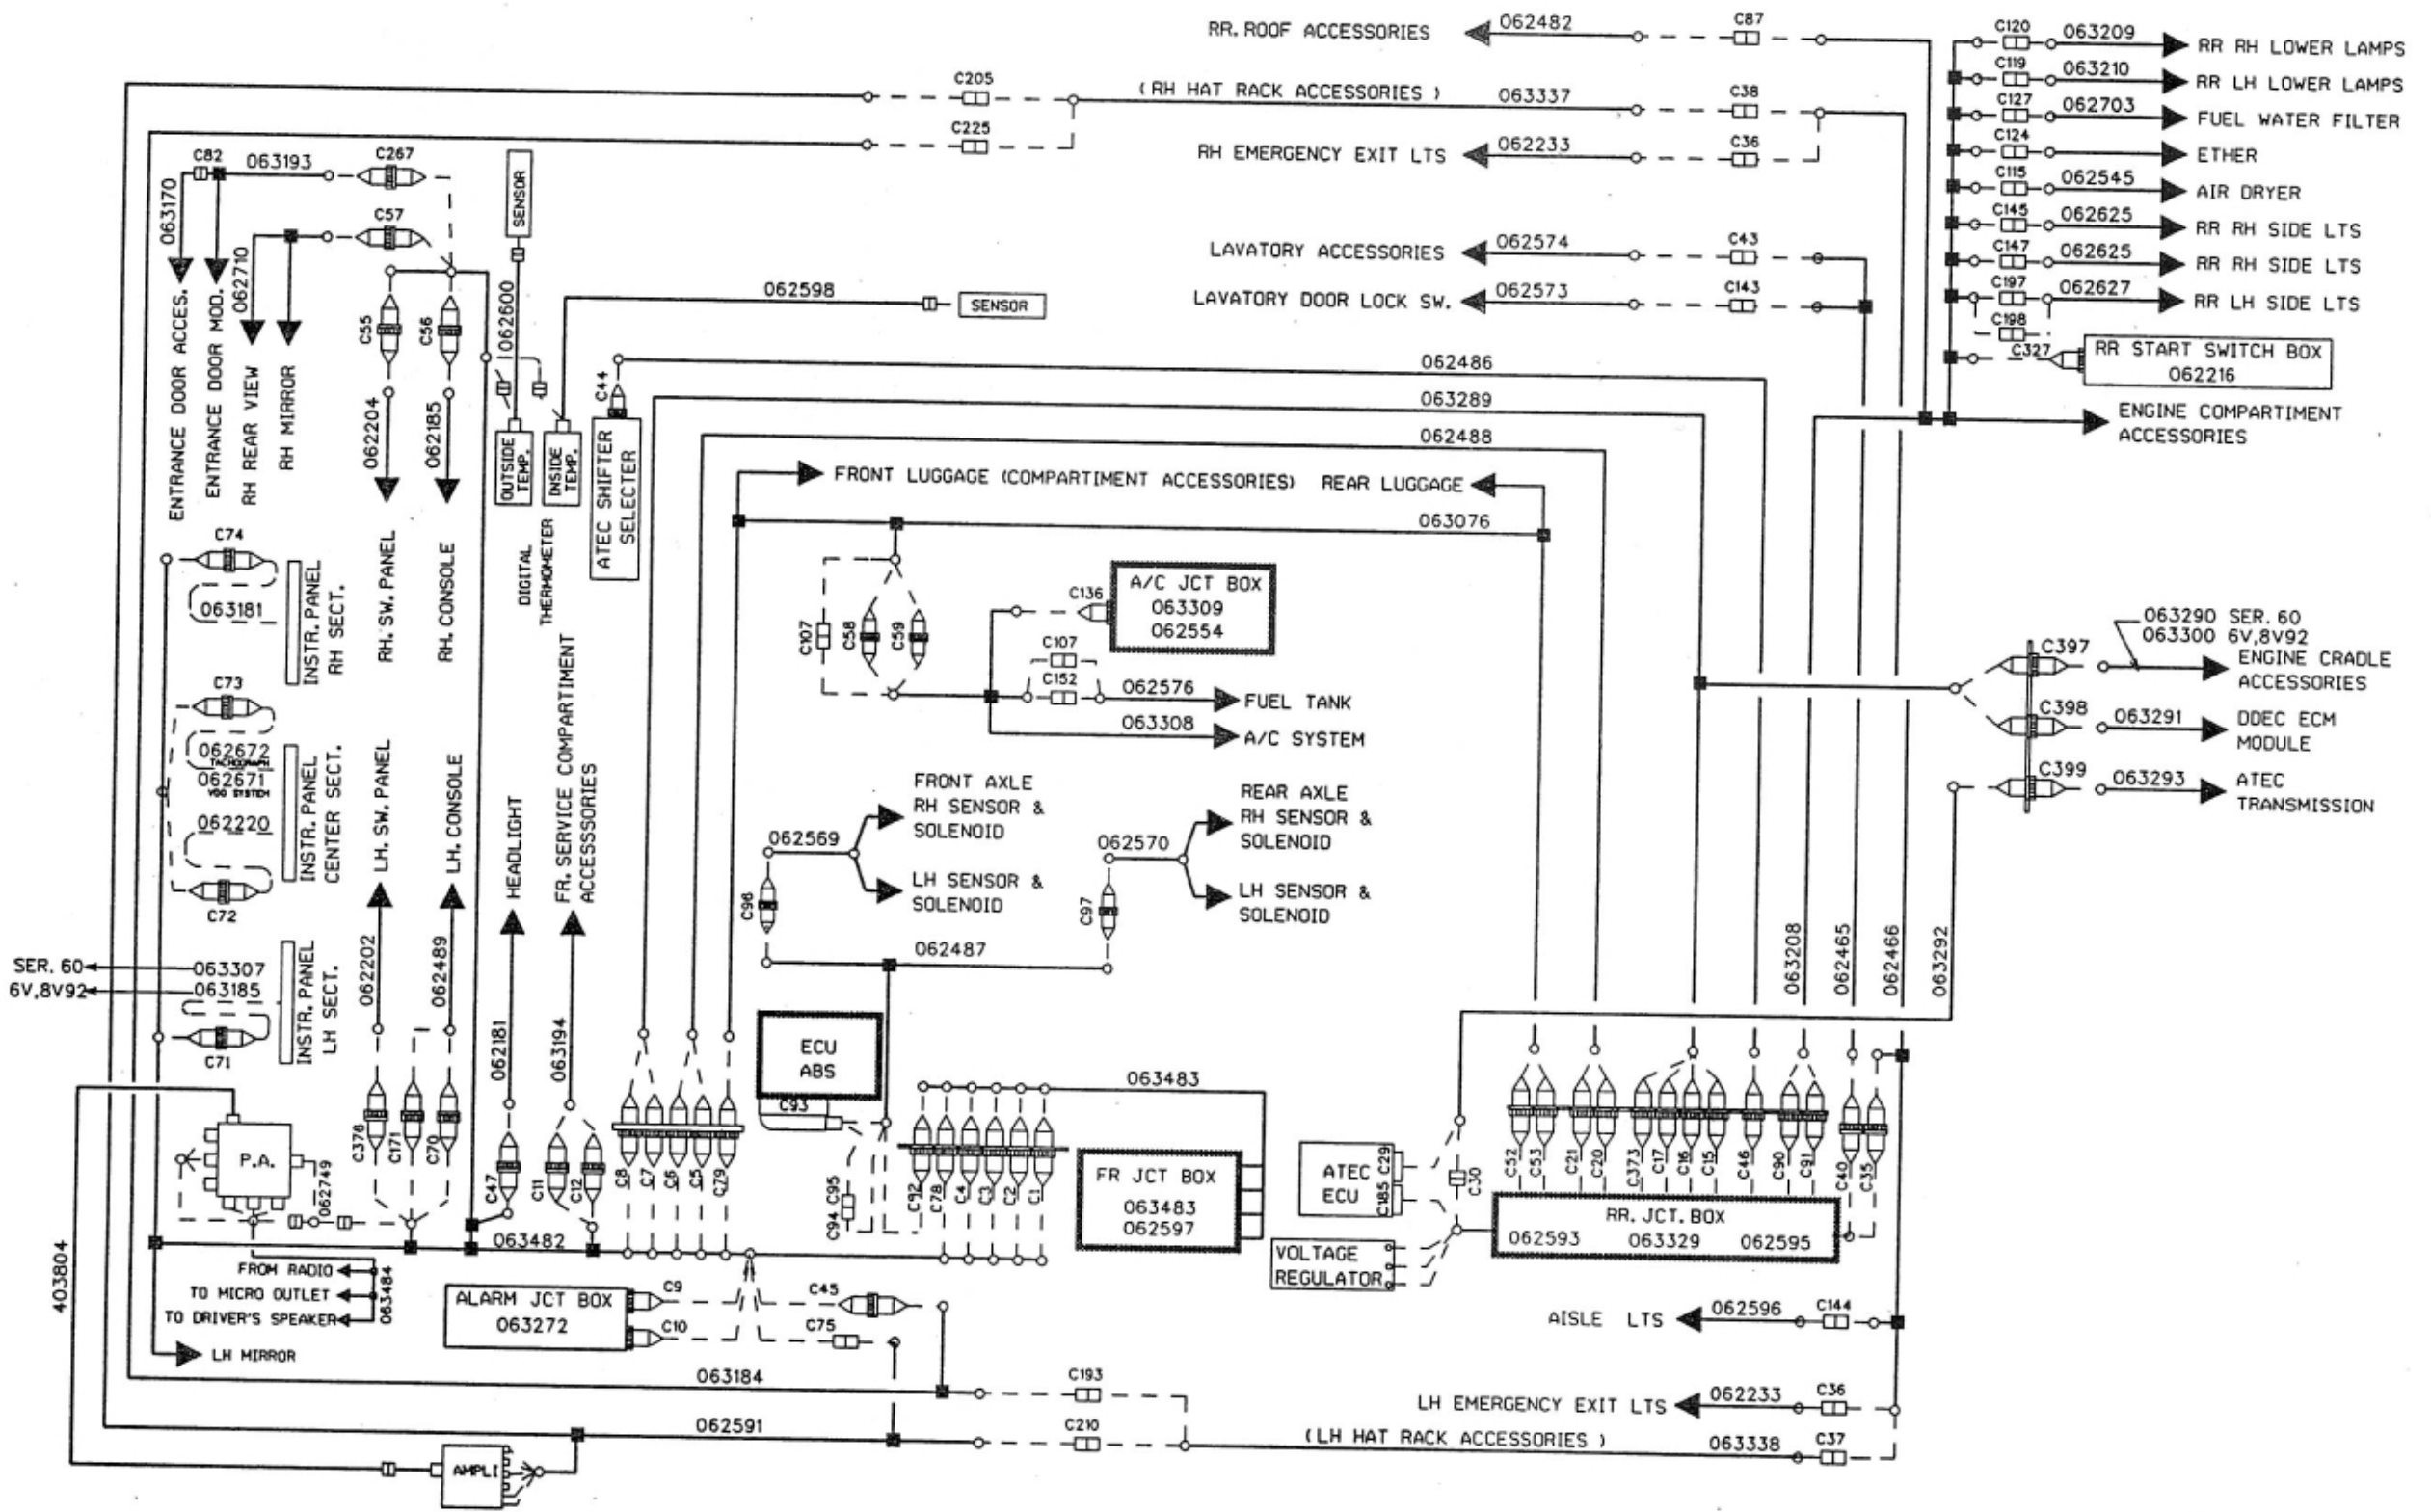 RR. ROOF ACCESSORIES 062482 C87
C120 063209 RR RH LOWER LAMPS
C119 063210 RR LH LOWER LAMPS
C127 062703 FUEL WATER FILTER
C124 ETHER
C115 062545 AIR DRYER
C145 062625 RR RH SIDE LTS
C147 062625 RR RH SIDE LTS
C197 062627 RR LH SIDE LTS
C198
C327 RR START SWITCH BOX
062216
ENGINE COMPARTIMENT
ACCESSORIES
C205 (RH HAT RACK ACCESSORIES) 063337 C38
C225
RH EMERGENCY EXIT LTS 062233 C36
LAVATORY ACCESSORIES 062574 C43
LAVATORY DOOR LOCK SW. 062573 C143
C82 063193 C267
063170
C57
062710
ENTRANCE DOOR ACCES.
ENTRANCE DOOR MOD.
RH REAR VIEW
RH MIRROR
C55
C56
062204
062185
RH. SW. PANEL
RH. CONSOLE
SENSOR
062600
062598 SENSOR
OUTSIDE
TEMP.
INSIDE
TEMP.
DIGITAL
THERMOMETER
C44
ATEC SHIFTER
SELECTER
062486
063289
062488
FRONT LUGGAGE (COMPARTIMENT ACCESSORIES) REAR LUGGAGE
063076
C107
C58
C59
C136
A/C JCT BOX
063309
062554
C107
C152
062576 FUEL TANK
063308 A/C SYSTEM
063290 SER. 60
063300 6V,8V92
C397 ENGINE CRADLE
ACCESSORIES
C398 063291 DDEC ECM
MODULE
C399 063293 ATEC
TRANSMISSION
C74
063181
INSTR. PANEL
RH SECT.
C73
062672
TACHOGRAPH
062671
VDO SYSTEM
062220
C72
INSTR. PANEL
CENTER SECT.
SER. 60 063307
6V,8V92 063185
C71
INSTR. PANEL
LH SECT.
LH. SW. PANEL
LH. CONSOLE
HEADLIGHT
FR. SERVICE COMPARTIMENT
ACCESSORIES
062202
062489
062181
063194
062569
FRONT AXLE
RH SENSOR &
SOLENOID
LH SENSOR &
SOLENOID
C96
062570
REAR AXLE
RH SENSOR &
SOLENOID
LH SENSOR &
SOLENOID
C97
062487
063208
062465
062466
063292
ECU
ABS
C93
C94 C95
063483
C92
C78
C4
C3
C2
C1
FR JCT BOX
063483
062597
C376
C171
C70
C47
C11
C12
C8
C7
C6
C5
C79
P.A.
062749
403804
063482
FROM RADIO
TO MICRO OUTLET
TO DRIVER'S SPEAKER
063484
LH MIRROR
ALARM JCT BOX
063272
C9
C10
C45
C75
ATEC
ECU
C29
C185
C30
VOLTAGE
REGULATOR
C52
C53
C21
C20
C373
C17
C16
C15
C46
C90
C91
C40
C35
RR. JCT. BOX
062593 063329 062595
AISLE LTS 062596 C144
063184 C193
LH EMERGENCY EXIT LTS 062233 C36
062591 C210
(LH HAT RACK ACCESSORIES) 063338 C37
AMPLI